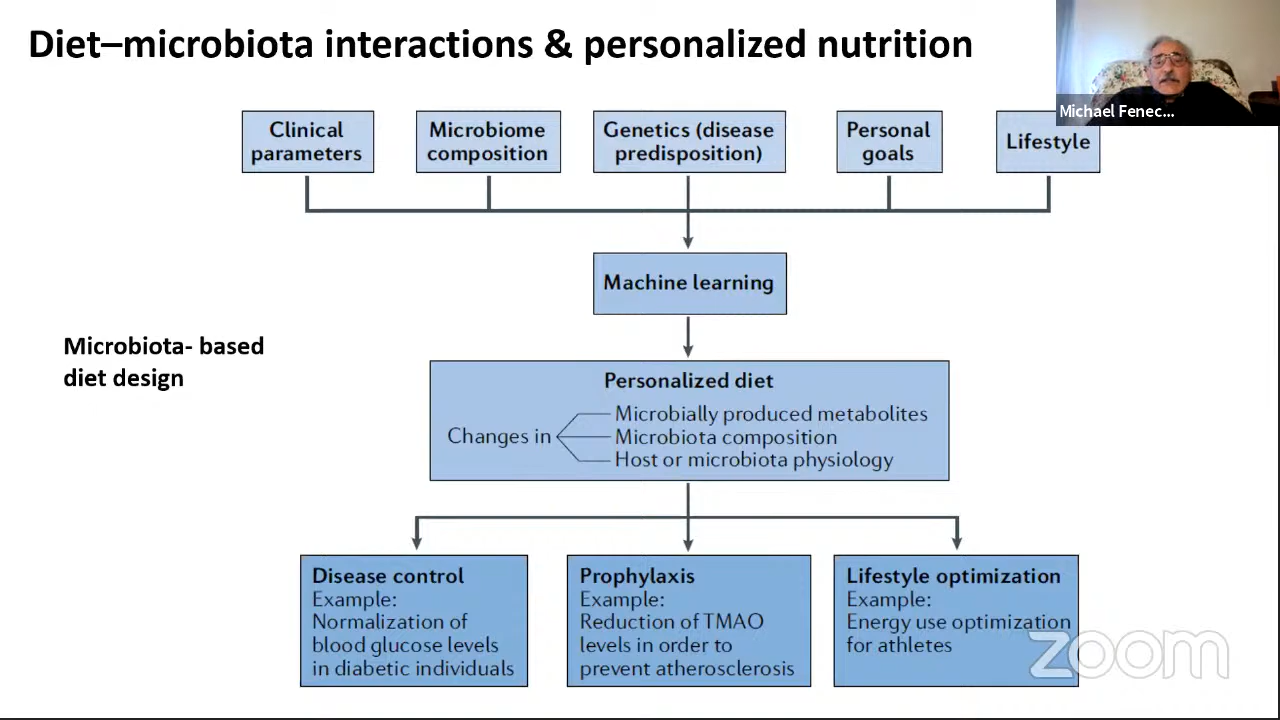 Diet–microbiota interactions & personalized nutrition
Michael Fenec...
Clinical
parameters
Microbiome
composition
Genetics (disease
predisposition)
Personal
goals
Lifestyle
Machine learning
Microbiota- based
diet design
Personalized diet
Changes in
Microbially produced metabolites
Microbiota composition
Host or microbiota physiology
Disease control
Example:
Normalization of
blood glucose levels
in diabetic individuals
Prophylaxis
Example:
Reduction of TMAO
levels in order to
prevent atherosclerosis
Lifestyle optimization
Example:
Energy use optimization
for athletes
zoom